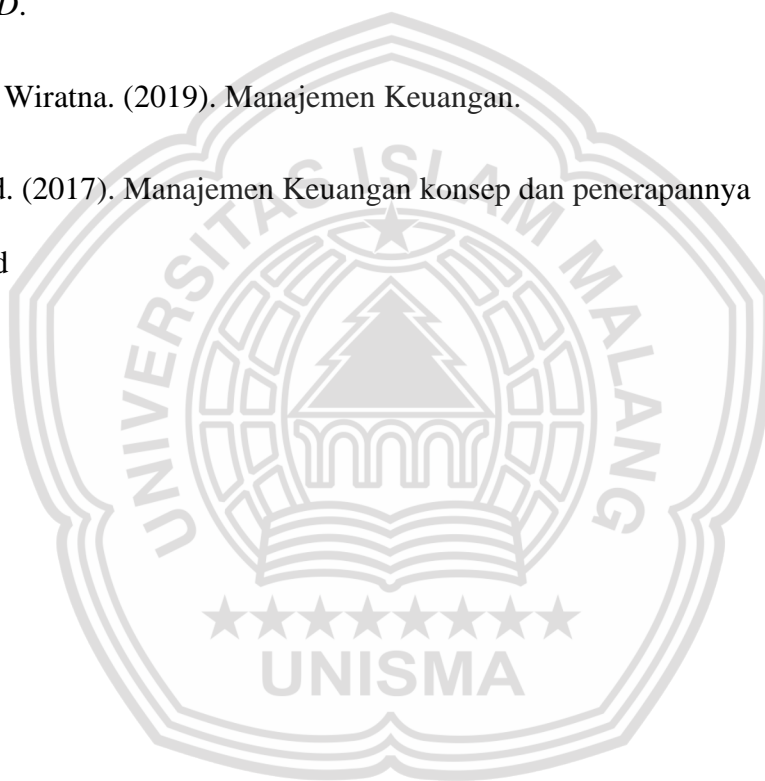 D.
Wiratna. (2019). Manajemen Keuangan.
d. (2017). Manajemen Keuangan konsep dan penerapannya
d
UNIVERSITAS ISLAM MALANG
UNISMA